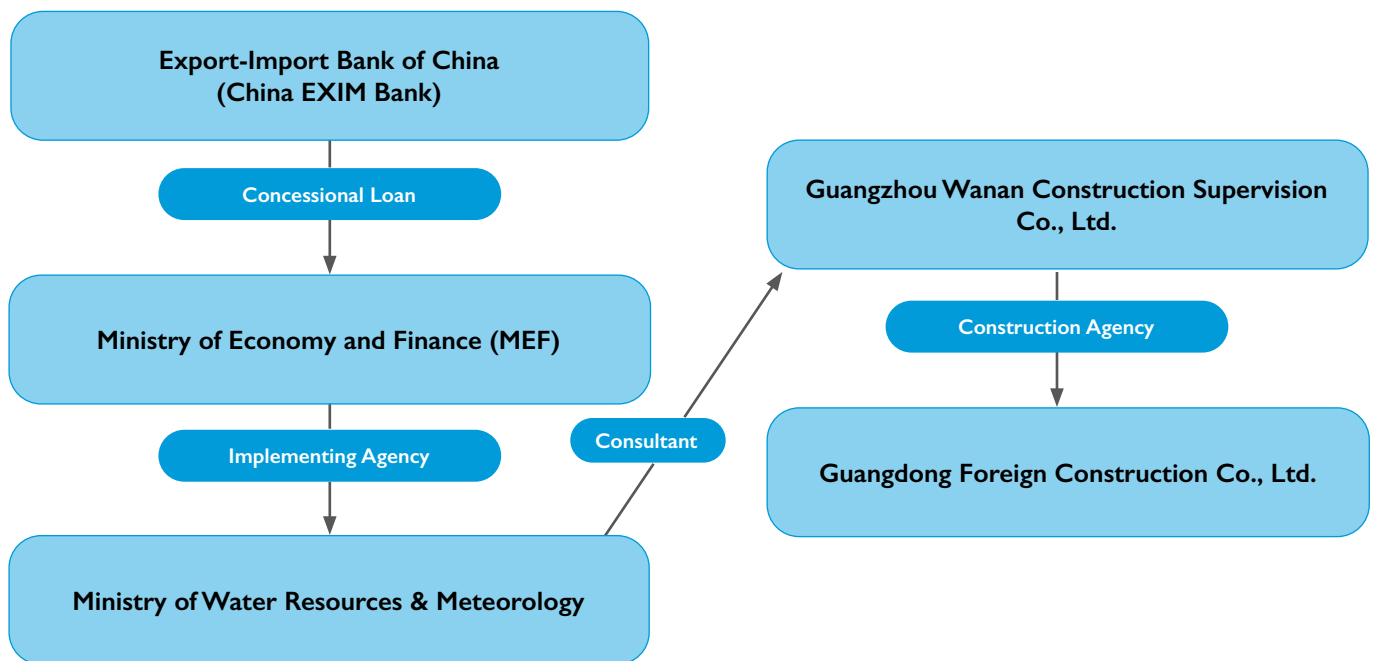 Export-Import Bank of China
(China EXIM Bank)
Concessional Loan
Ministry of Economy and Finance (MEF)
Implementing Agency
Ministry of Water Resources & Meteorology
Consultant
Guangzhou Wanan Construction Supervision
Co., Ltd.
Construction Agency
Guangdong Foreign Construction Co., Ltd.